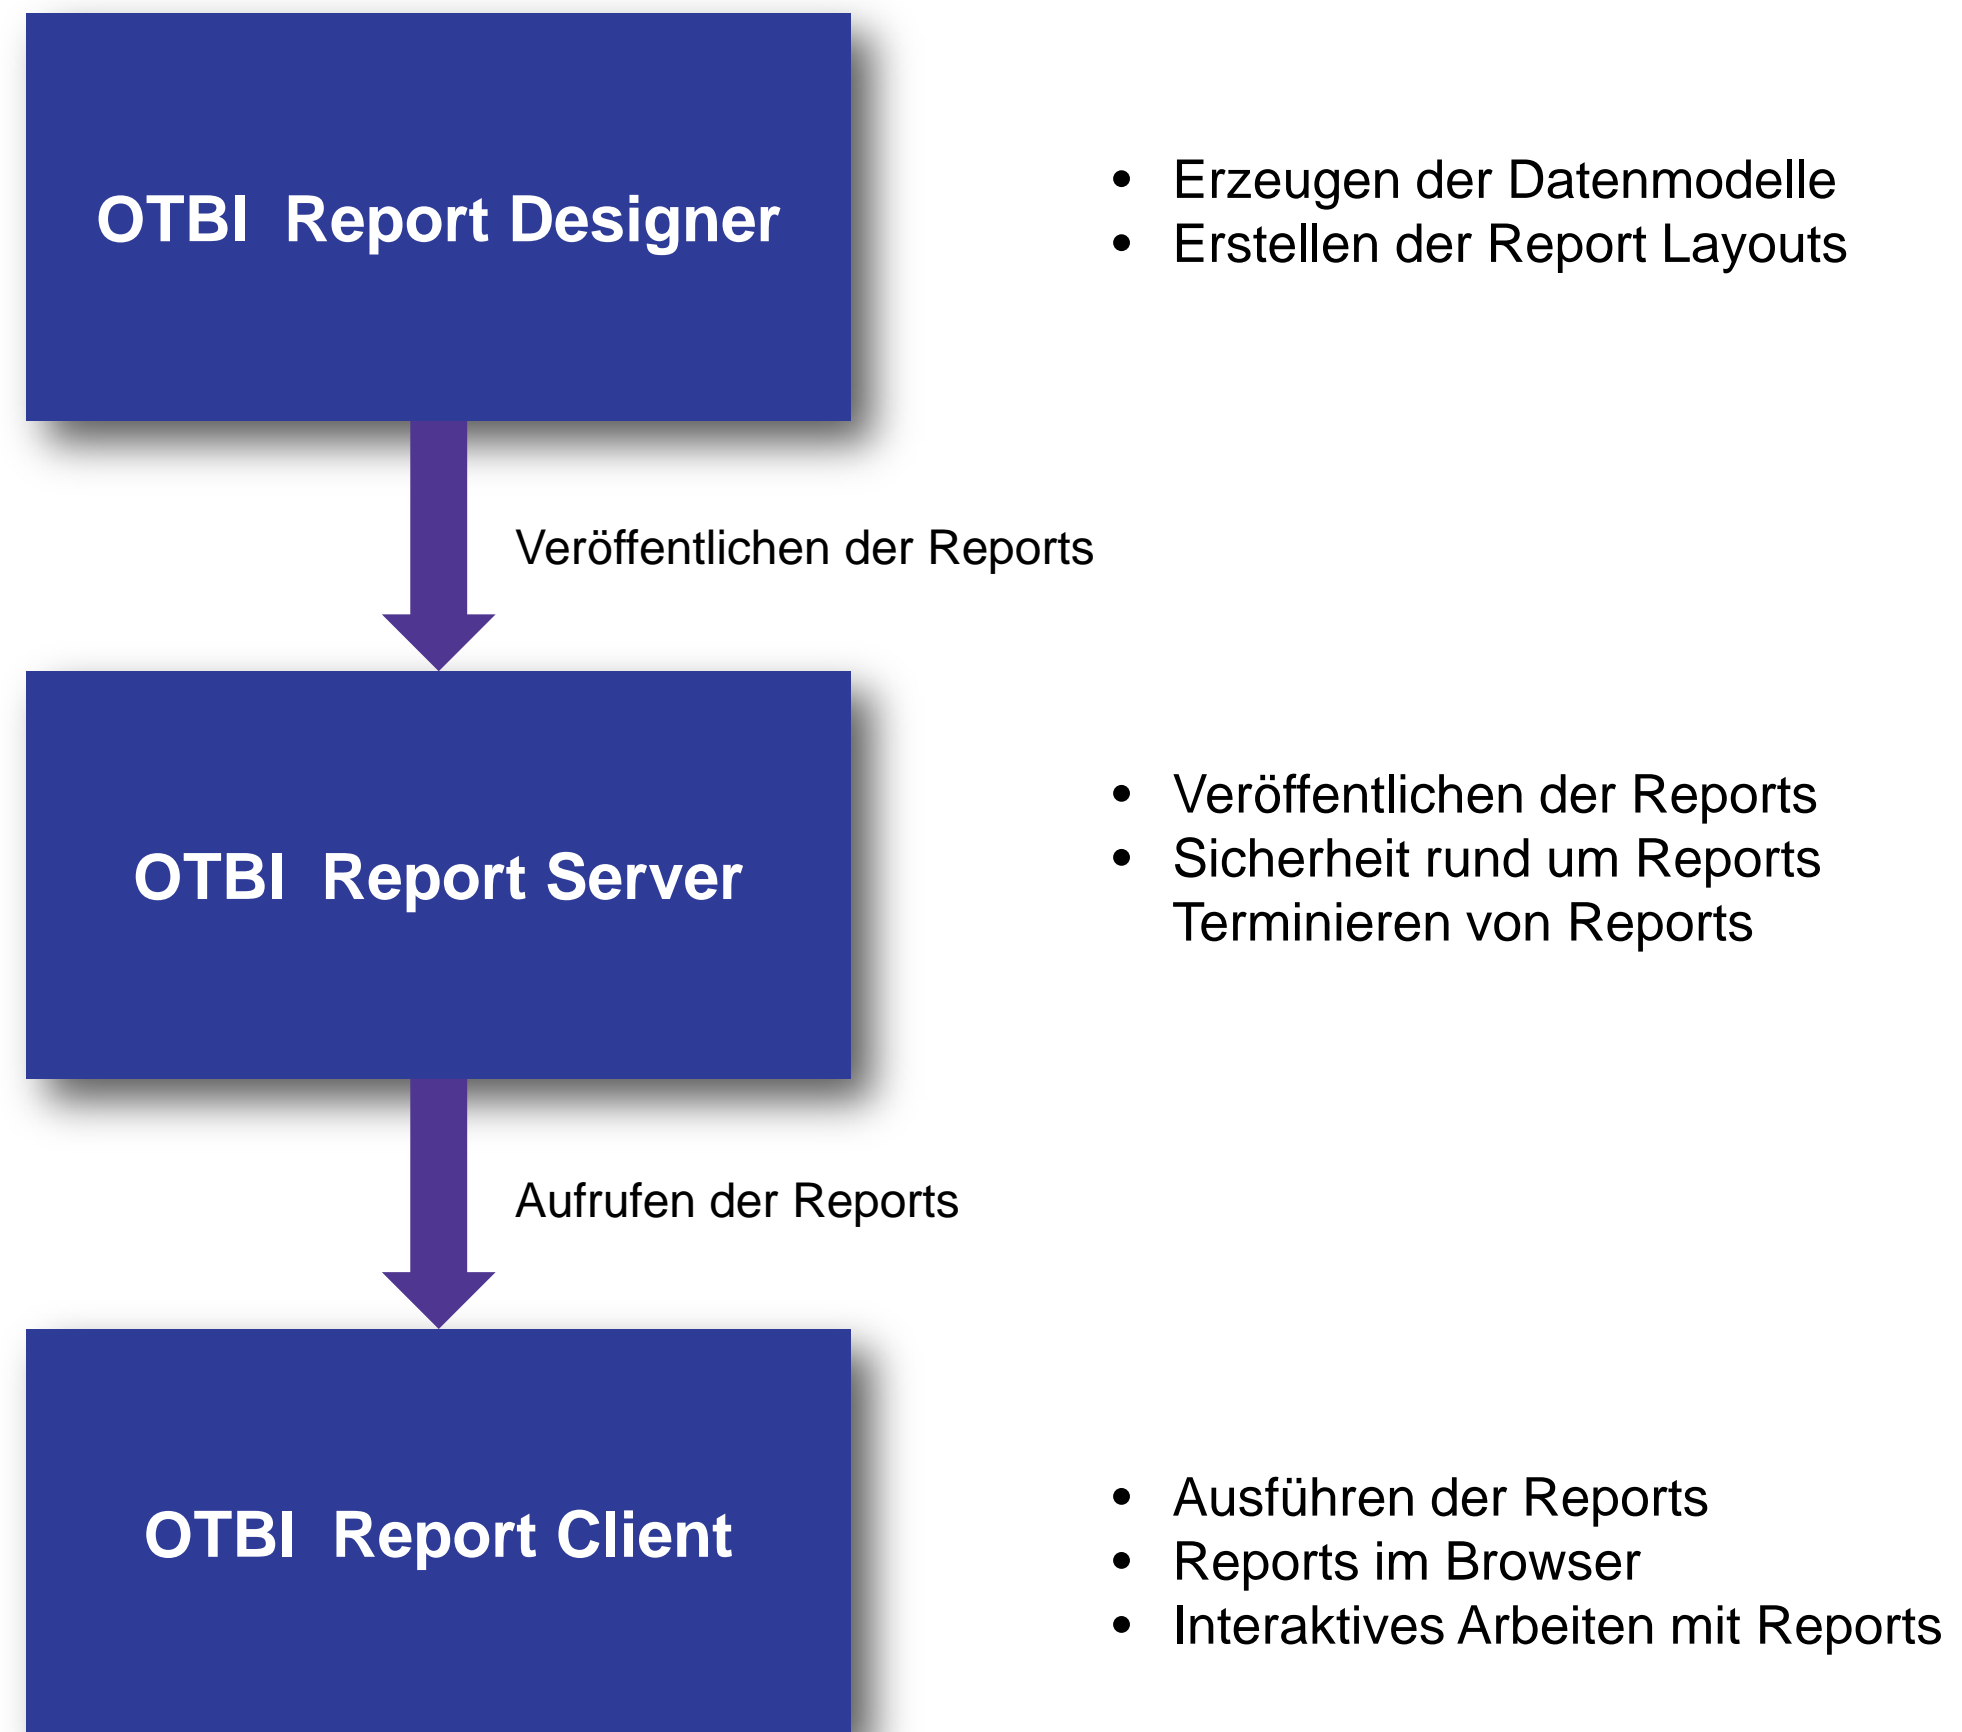 OTBI Report Designer
• Erzeugen der Datenmodelle
• Erstellen der Report Layouts
Veröffentlichen der Reports
OTBI Report Server
• Veröffentlichen der Reports
• Sicherheit rund um Reports
Terminieren von Reports
Aufrufen der Reports
OTBI Report Client
• Ausführen der Reports
• Reports im Browser
• Interaktives Arbeiten mit Reports